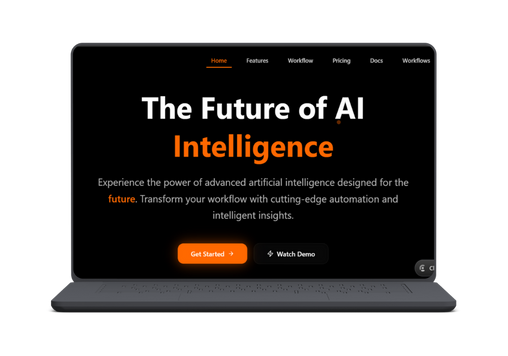 Home Features Workflow Pricing Docs Workflows
The Future of AI
Intelligence
Experience the power of advanced artificial intelligence designed for the
future. Transform your workflow with cutting-edge automation and
intelligent insights.
Get Started → Watch Demo